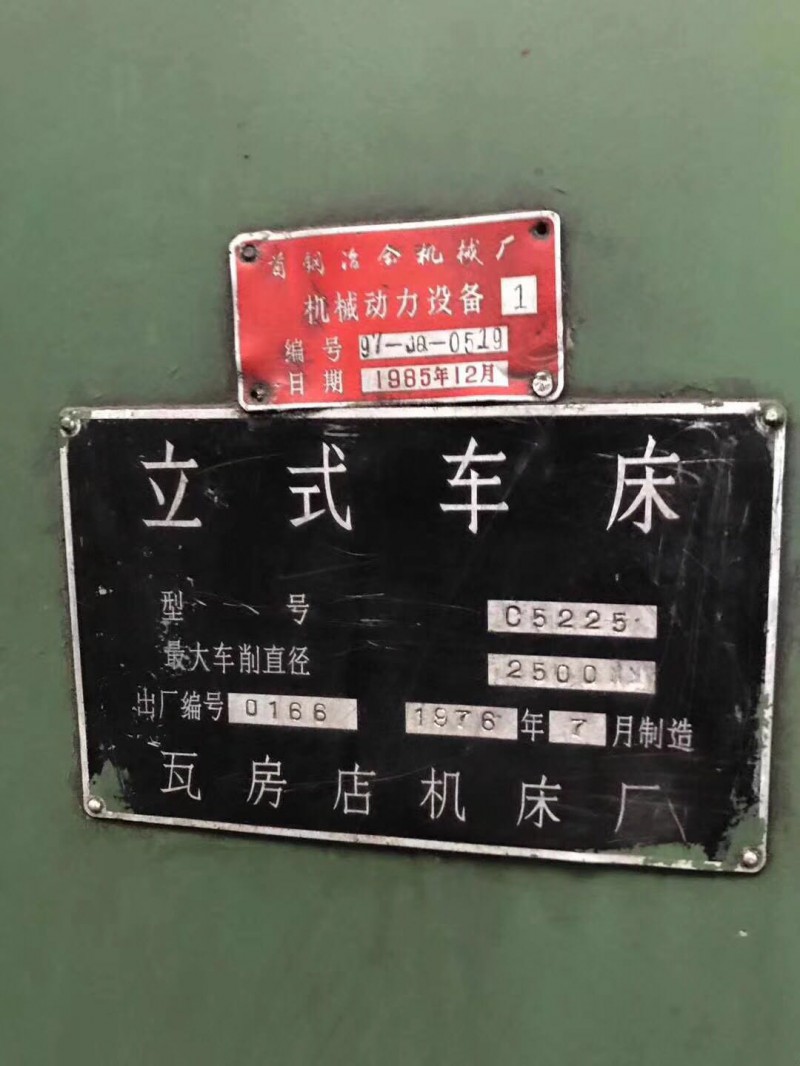 首钢冶金机械厂
机械动力设备 1
编号 97-JQ-0519
日期 1985年12月
立式车床
型号 C5225
最大车削直径 2500
出厂编号 0166 1976年7月制造
瓦房店机床厂